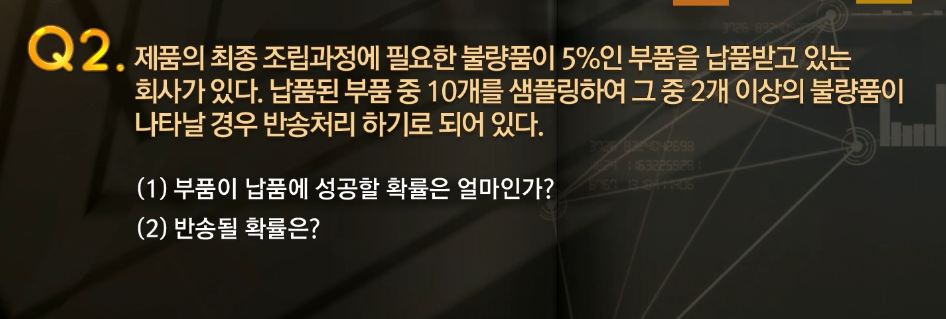 Q2. 제품의 최종 조립과정에 필요한 불량품이 5%인 부품을 납품받고 있는
회사가 있다. 납품된 부품 중 10개를 샘플링하여 그 중 2개 이상의 불량품이
나타날 경우 반송처리 하기로 되어 있다.
(1) 부품이 납품에 성공할 확률은 얼마인가?
(2) 반송될 확률은?